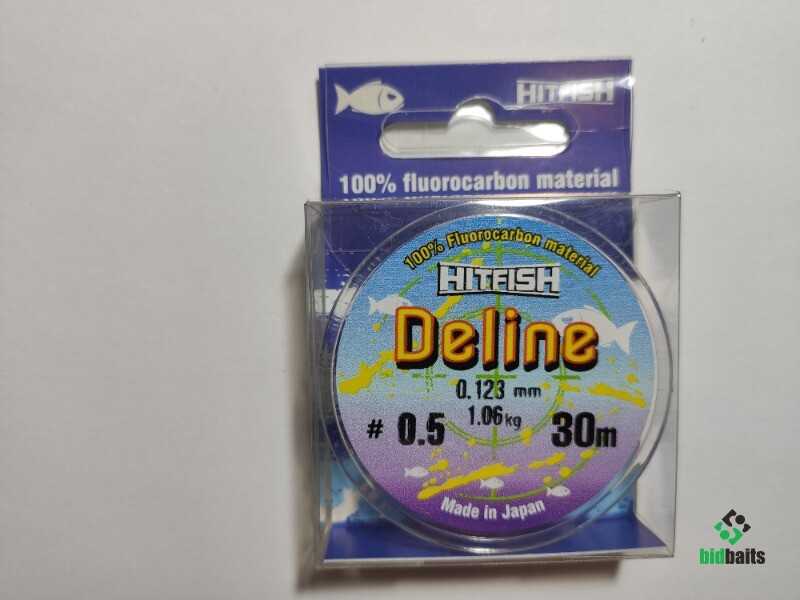 HITFISH
100% fluorocarbon material
100% Fluorocarbon material
HITFISH
Deline
0.123 mm
1.06kg
# 0.5
30m
Made in Japan
bidbaits